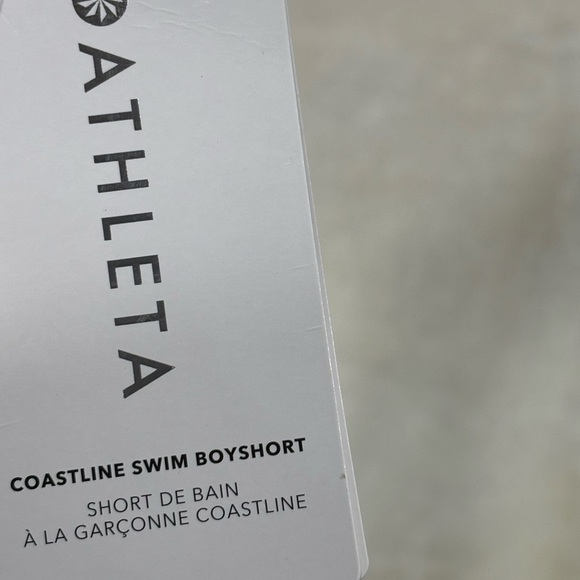 ATHLETA
COASTLINE SWIM BOYSHORT
SHORT DE BAIN
À LA GARÇONNE COASTLINE